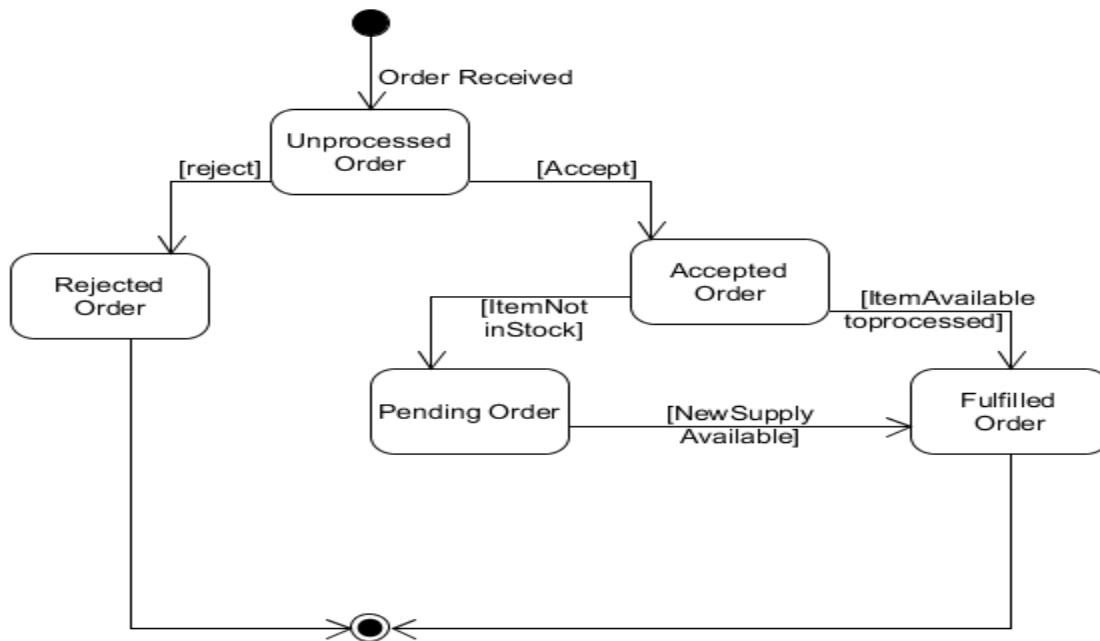 Order Received
Unprocessed
Order
[reject]
[Accept]
Rejected
Order
Accepted
Order
[ItemNot
inStock]
[ItemAvailable
toprocessed]
Pending Order
[NewSupply
Available]
Fulfilled
Order